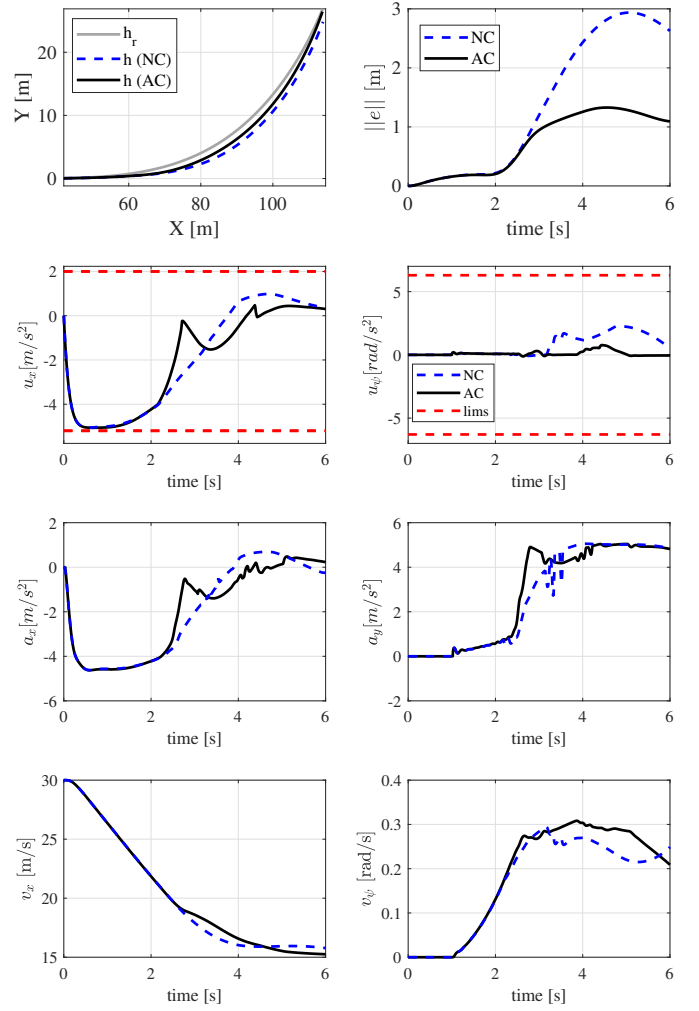 30
20
10
0
Y [m]
60
80
100
X [m]
h_r
h (NC)
h (AC)
3
2
1
0
||e|| [m]
0
2
4
6
time [s]
NC
AC
2
0
-2
-4
u_x[m/s^2]
0
2
4
6
time [s]
5
0
-5
u_ψ[rad/s^2]
0
2
4
6
time [s]
NC
AC
lims
2
0
-2
-4
-6
a_x[m/s^2]
0
2
4
6
time [s]
6
4
2
0
-2
a_y[m/s^2]
0
2
4
6
time [s]
30
25
20
15
v_x [m/s]
0
2
4
6
time [s]
0.4
0.3
0.2
0.1
0
v_ψ [rad/s]
0
2
4
6
time [s]